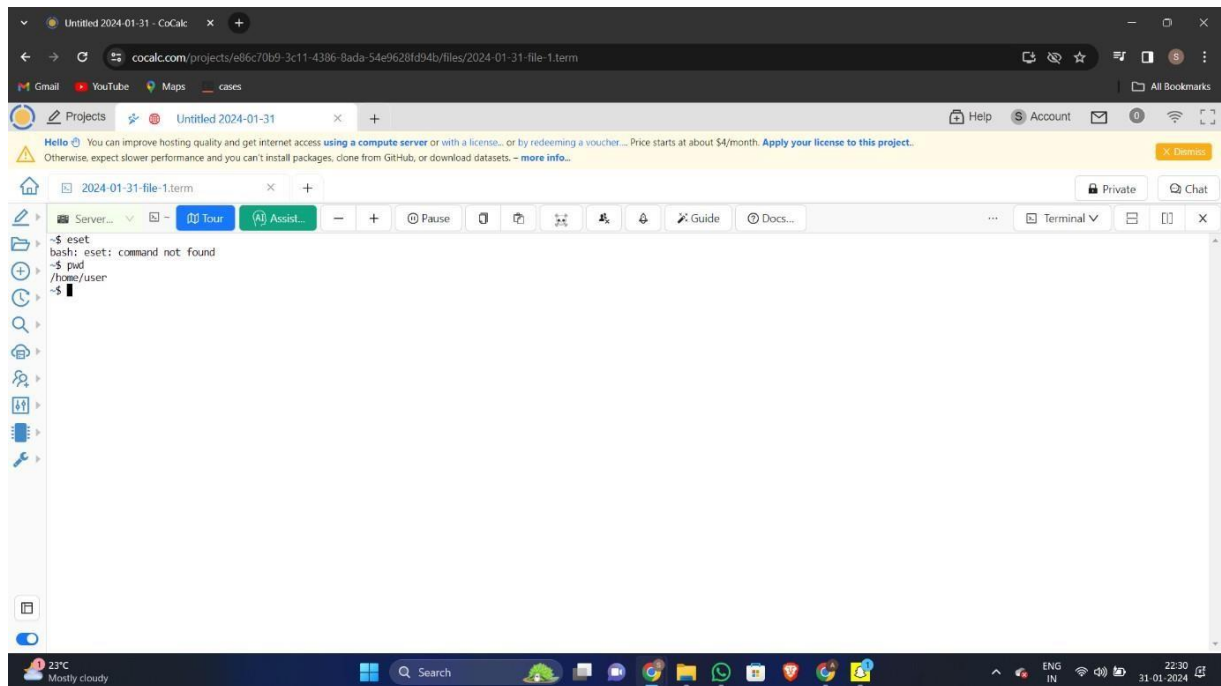 Untitled 2024-01-31 - CoCalc
cocalc.com/projects/e86c70b9-3c11-4386-8ada-54e9628fd94b/files/2024-01-31-file-1.term
S
Gmail YouTube Maps cases All Bookmarks
Projects Untitled 2024-01-31 Help S Account 0
Hello You can improve hosting quality and get internet access using a compute server or with a license... or by redeeming a voucher.... Price starts at about $4/month. Apply your license to this project..
Otherwise, expect slower performance and you can't install packages, clone from GitHub, or download datasets. – more info...
X Dismiss
2024-01-31-file-1.term Private Chat
Server... ~ Tour AI Assist... Pause Guide Docs... ... Terminal
~$ eset
bash: eset: command not found
~$ pwd
/home/user
~$
1 23°C
Mostly cloudy
Search
ENG
IN
22:30
31-01-2024